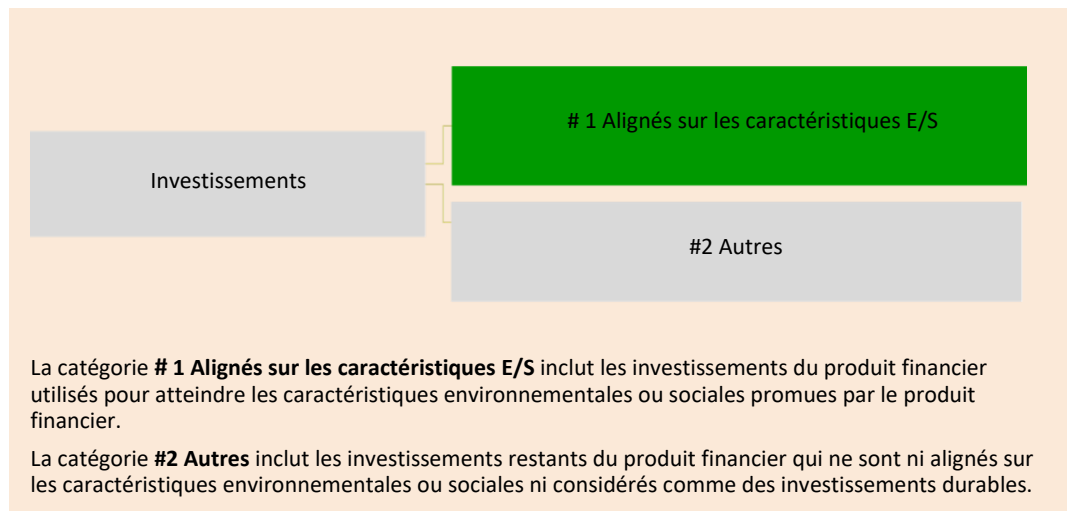 # 1 Alignés sur les caractéristiques E/S
Investissements
#2 Autres
La catégorie # 1 Alignés sur les caractéristiques E/S inclut les investissements du produit financier
utilisés pour atteindre les caractéristiques environnementales ou sociales promues par le produit
financier.
La catégorie #2 Autres inclut les investissements restants du produit financier qui ne sont ni alignés sur
les caractéristiques environnementales ou sociales ni considérés comme des investissements durables.